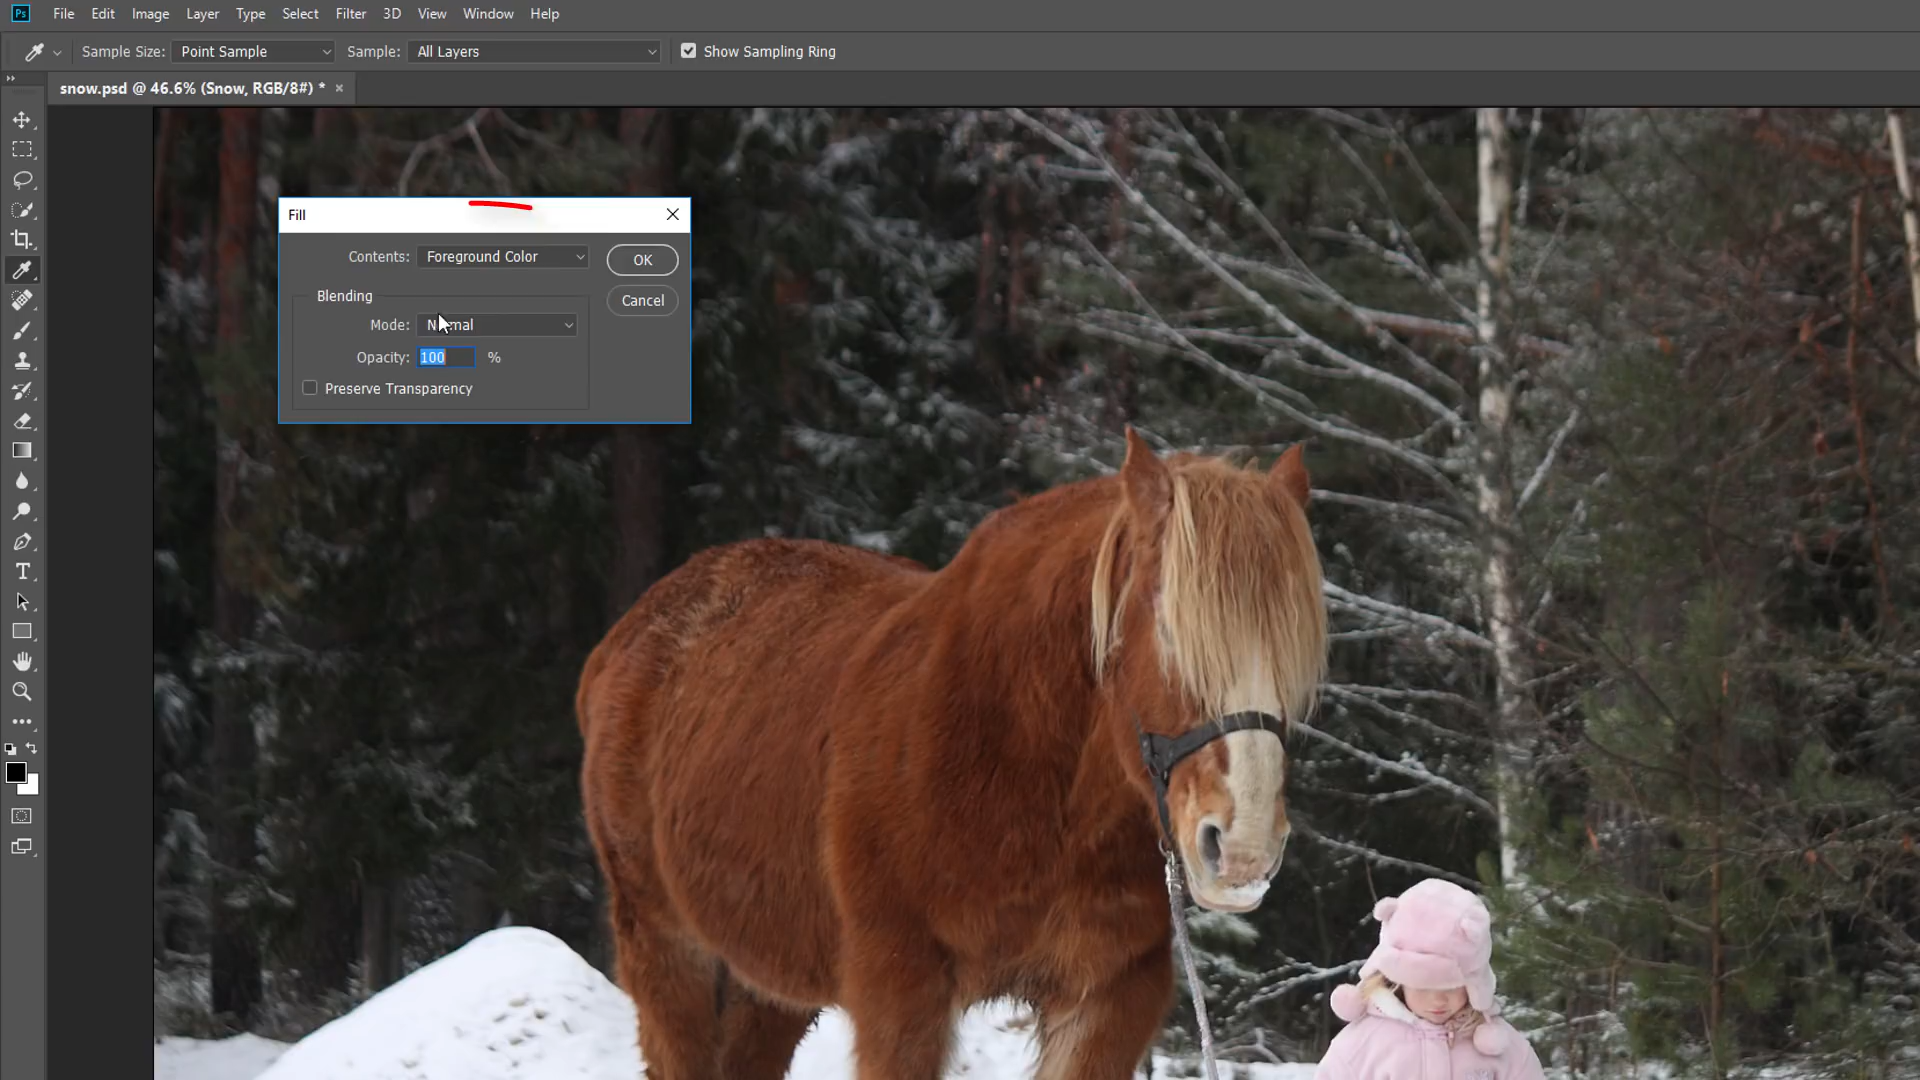 Ps File Edit Image Layer Type Select Filter 3D View Window Help
Sample Size: Point Sample Sample: All Layers Show Sampling Ring
snow.psd @ 46.6% (Snow, RGB/8#) * ×
Fill
Contents: Foreground Color OK
Blending Cancel
Mode: Normal
Opacity: 100 %
Preserve Transparency